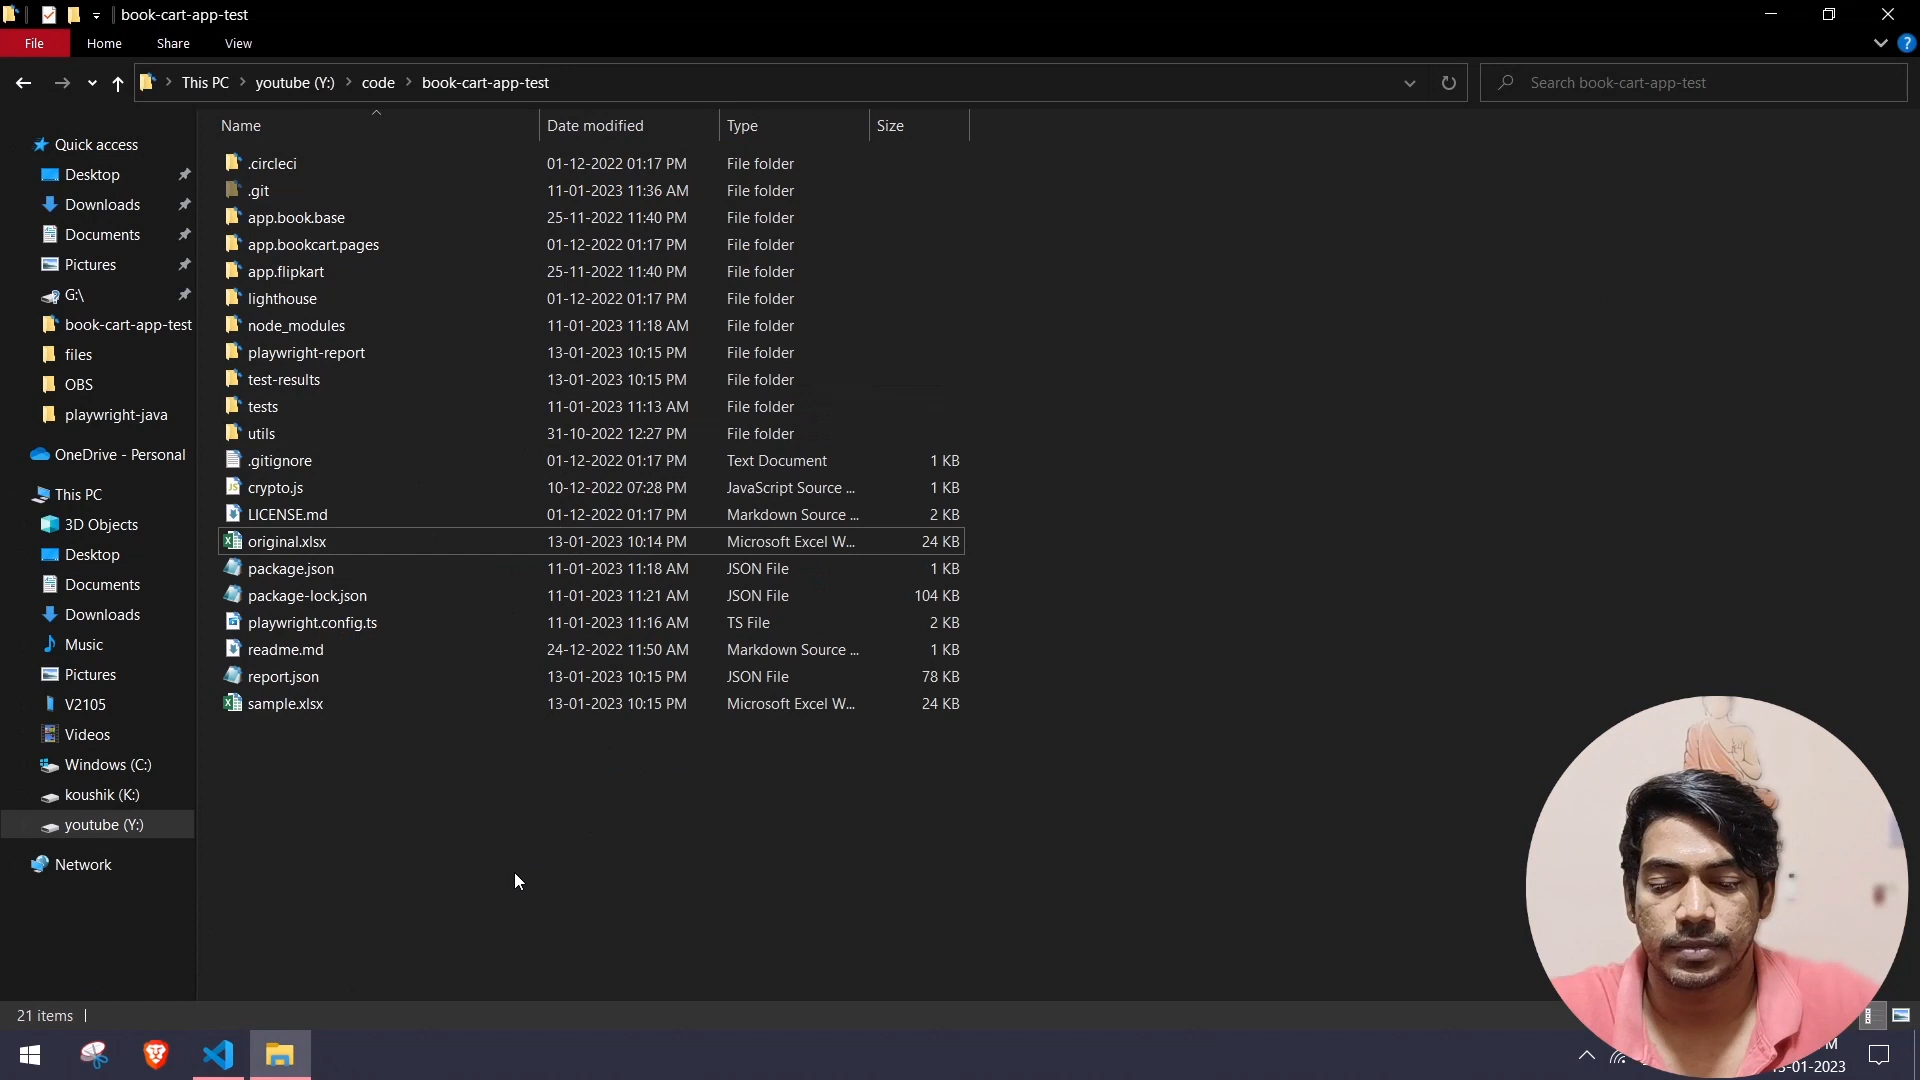 book-cart-app-test
File Home Share View
This PC youtube (Y:) code book-cart-app-test
Search book-cart-app-test
Name Date modified Type Size
Quick access
Desktop
Downloads
Documents
Pictures
G:\
book-cart-app-test
files
OBS
playwright-java
OneDrive - Personal
This PC
3D Objects
Desktop
Documents
Downloads
Music
Pictures
V2105
Videos
Windows (C:)
koushik (K:)
youtube (Y:)
Network
.circleci 01-12-2022 01:17 PM File folder
.git 11-01-2023 11:36 AM File folder
app.book.base 25-11-2022 11:40 PM File folder
app.bookcart.pages 01-12-2022 01:17 PM File folder
app.flipkart 25-11-2022 11:40 PM File folder
lighthouse 01-12-2022 01:17 PM File folder
node_modules 11-01-2023 11:18 AM File folder
playwright-report 13-01-2023 10:15 PM File folder
test-results 13-01-2023 10:15 PM File folder
tests 11-01-2023 11:13 AM File folder
utils 31-10-2022 12:27 PM File folder
.gitignore 01-12-2022 01:17 PM Text Document 1 KB
crypto.js 10-12-2022 07:28 PM JavaScript Source ... 1 KB
LICENSE.md 01-12-2022 01:17 PM Markdown Source ... 2 KB
original.xlsx 13-01-2023 10:14 PM Microsoft Excel W... 24 KB
package.json 11-01-2023 11:18 AM JSON File 1 KB
package-lock.json 11-01-2023 11:21 AM JSON File 104 KB
playwright.config.ts 11-01-2023 11:16 AM TS File 2 KB
readme.md 24-12-2022 11:50 AM Markdown Source ... 1 KB
report.json 13-01-2023 10:15 PM JSON File 78 KB
sample.xlsx 13-01-2023 10:15 PM Microsoft Excel W... 24 KB
21 items